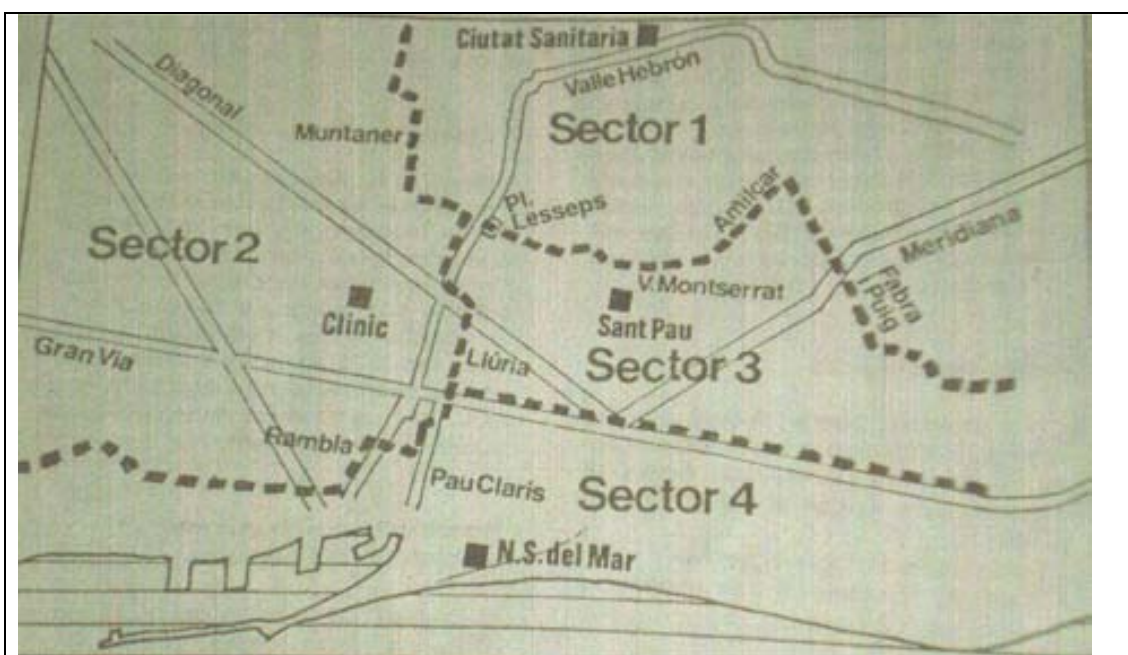 Ciutat Sanitaria
Valle Hebrón
Diagonal
Muntaner
Sector 1
Pl.
Lesseps
Amilcar
Meridiana
Sector 2
V. Montserrat
Fabra
i Puig
Clinic
Sant Pau
Gran Via
Llúria
Sector 3
Rambla
Pau Claris
Sector 4
N.S. del Mar